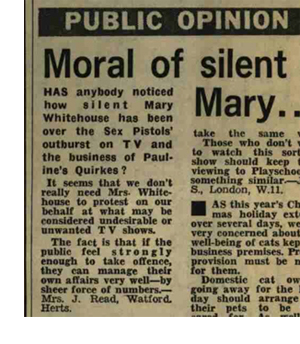 PUBLIC OPINION
Moral of silent
Mary..
HAS anybody noticed
how silent Mary
Whitehouse has been
over the Sex Pistols'
outburst on TV and
the business of Paul-
ine's Quirkes?
It seems that we don't
really need Mrs. White-
house to protest on our
behalf at what may be
considered undesirable or
unwanted TV shows.
The fact is that if the
public feel strongly
enough to take offence,
they can manage their
own affairs very well—by
sheer force of numbers.—
Mrs. J. Read, Watford.
Herts.
take the same
Those who don't
to watch this sort
show should keep
viewing to Playschool
something similar.—
S., London, W.11.
AS this year's Ch
mas holiday ext
over several days, we
very concerned about
well-being of cats kep
business premises. Pr
provision must be
for them.
Domestic cat ow
going away for the
day should arrange
their pets to be